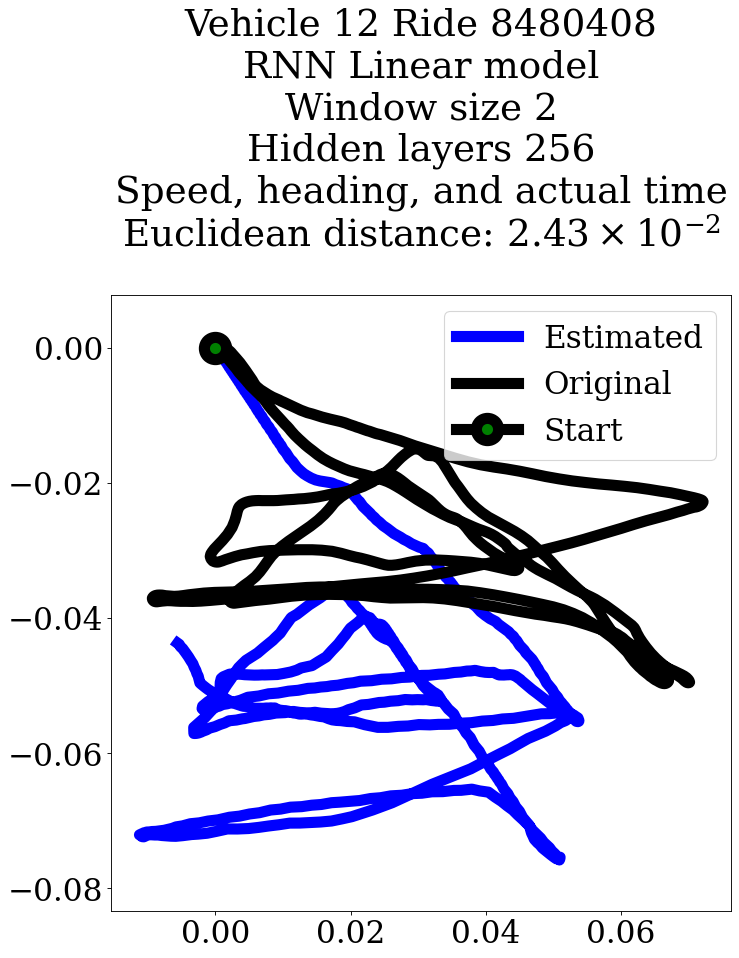 Vehicle 12 Ride 8480408
RNN Linear model
Window size 2
Hidden layers 256
Speed, heading, and actual time
Euclidean distance: 2.43 × 10⁻²
Estimated
Original
Start
0.00
−0.02
−0.04
−0.06
−0.08
0.00 0.02 0.04 0.06